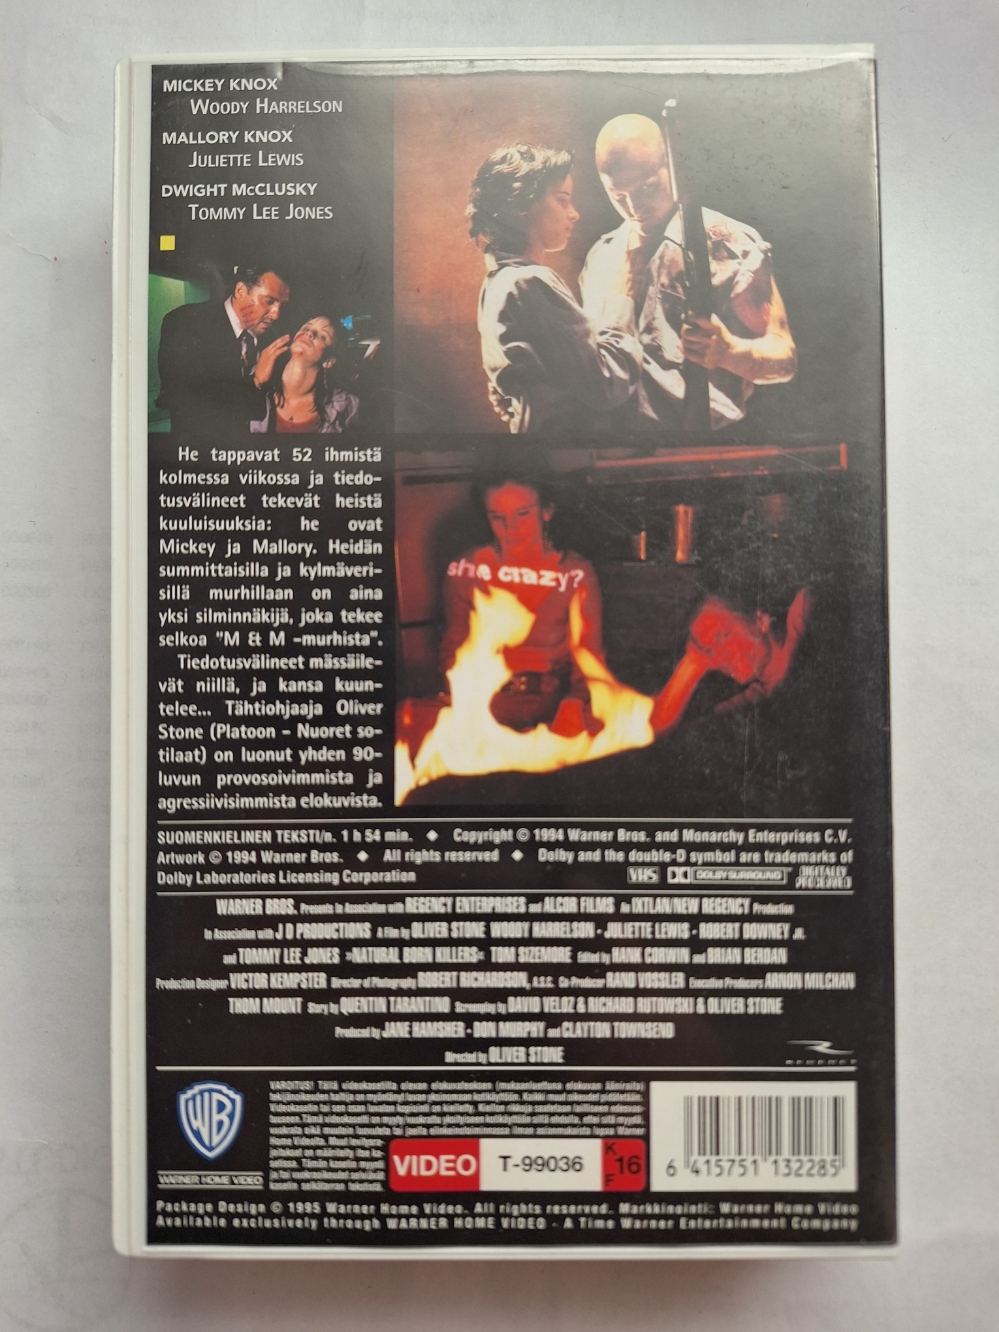 MICKEY KNOX
WOODY HARRELSON
MALLORY KNOX
JULIETTE LEWIS
DWIGHT McCLUSKY
TOMMY LEE JONES
He tappavat 52 ihmistä
kolmessa viikossa ja tiedo-
tusvälineet tekevät heistä
kuuluisuuksia: he ovat
Mickey ja Mallory. Heidän
summittaisilla ja kylmäveri-
sillä murhillaan on aina
yksi silminnäkijä, joka tekee
selkoa "M & M -murhista".
Tiedotusvälineet mässäile-
vät niillä, ja kansa kuun-
telee... Tähtiohjaaja Oliver
Stone (Platoon - Nuoret so-
tilaat) on luonut yhden 90-
luvun provosoivimmista ja
agressiivisimmista elokuvista.
she crazy?
SUOMENKIELINEN TEKSTI/n. 1 h 54 min. ◆ Copyright © 1994 Warner Bros. and Monarchy Enterprises C.V.
Artwork © 1994 Warner Bros. ◆ All rights reserved ◆ Dolby and the double-D symbol are trademarks of
Dolby Laboratories Licensing Corporation
VHS DOLBY SURROUND DIGITALLY
WARNER BROS. Presents In Association with REGENCY ENTERPRISES and ALCOR FILMS An IXTLAN/NEW REGENCY Production
In Association with J D PRODUCTIONS A Film by OLIVER STONE WOODY HARRELSON • JULIETTE LEWIS • ROBERT DOWNEY JR.
and TOMMY LEE JONES »NATURAL BORN KILLERS« TOM SIZEMORE Edited by HANK CORWIN and BRIAN BERDAN
Production Designer VICTOR KEMPSTER Director of Photography ROBERT RICHARDSON, A.S.C. Co-Producer RAND VOSSLER Executive Producers ARNON MILCHAN
THOM MOUNT Story by QUENTIN TARANTINO Screenplay by DAVID VELOZ & RICHARD RUTOWSKI & OLIVER STONE
Produced by JANE HAMSHER • DON MURPHY and CLAYTON TOWNSEND
Directed by OLIVER STONE
REGENCY
WB
WARNER HOME VIDEO
VAROITUS! Tällä videokasetilla olevan elokuvateoksen
VIDEO T-99036 K 16 F
6 415751 132285
Package Design © 1995 Warner Home Video. All rights reserved. Markkinointi: Warner Home Video
Available exclusively through WARNER HOME VIDEO - A Time Warner Entertainment Company